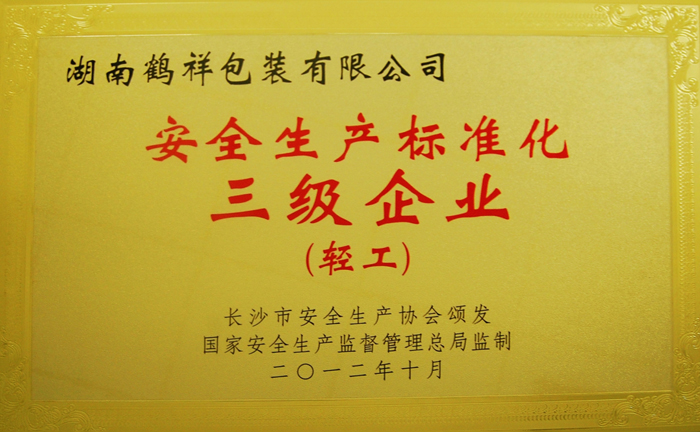 湖南鹤祥包装有限公司
安全生产标准化
三级企业
(轻工)
长沙市安全生产协会颁发
国家安全生产监督管理总局监制
二〇一二年十月